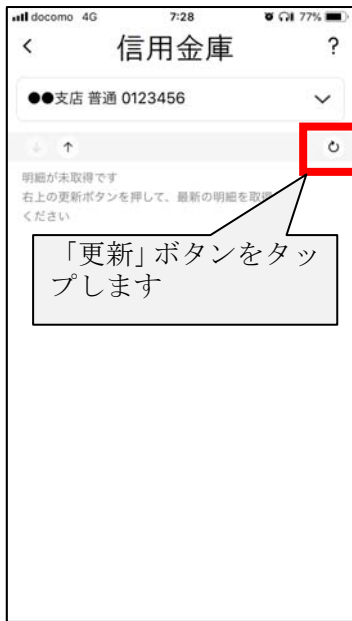 docomo 4G 7:28 77%
信用金庫 ?
●●支店 普通 0123456
明細が未取得です
右上の更新ボタンを押して、最新の明細を取得
ください
「更新」ボタンをタッ
プします